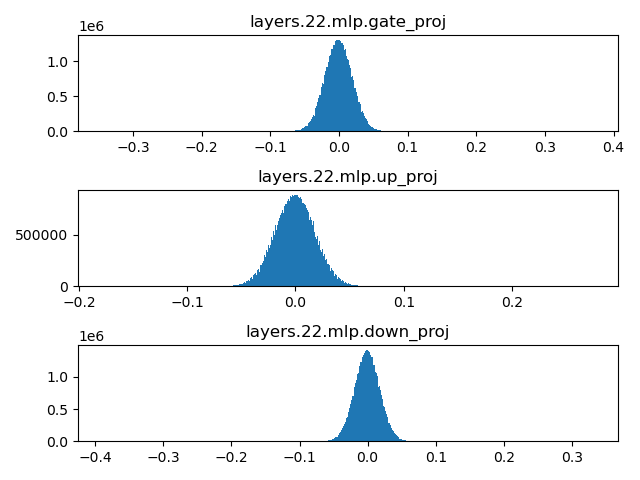 layers.22.mlp.gate_proj
1e6
1.0
0.5
0.0
−0.3 −0.2 −0.1 0.0 0.1 0.2 0.3 0.4
layers.22.mlp.up_proj
500000
0
−0.2 −0.1 0.0 0.1 0.2
layers.22.mlp.down_proj
1e6
1.0
0.5
0.0
−0.4 −0.3 −0.2 −0.1 0.0 0.1 0.2 0.3